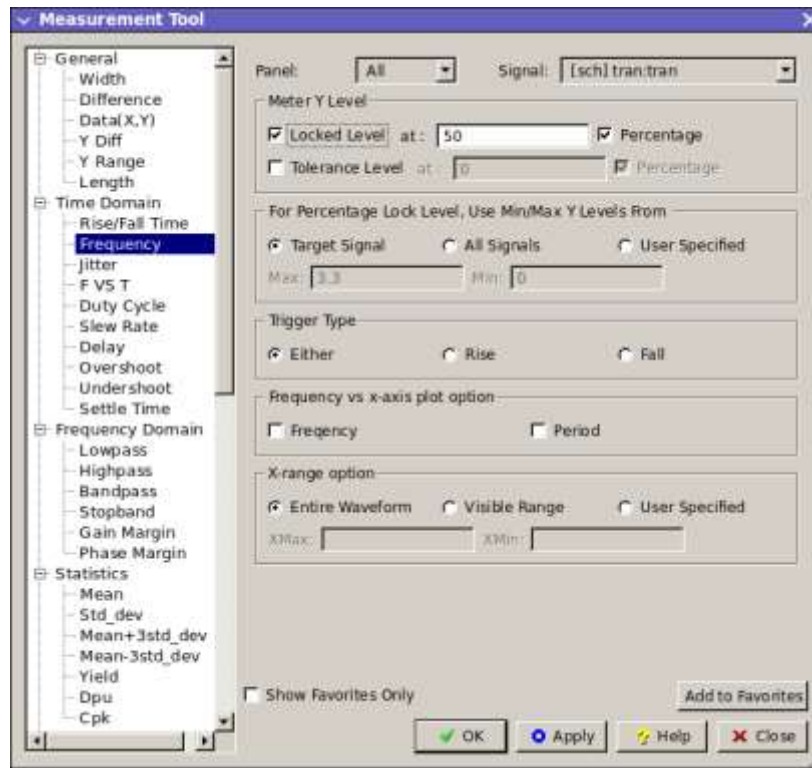 Measurement Tool
General
Width
Difference
Data(X,Y)
Y Diff
Y Range
Length
Time Domain
Rise/Fall Time
Frequency
Jitter
F VS T
Duty Cycle
Slew Rate
Delay
Overshoot
Undershoot
Settle Time
Frequency Domain
Lowpass
Highpass
Bandpass
Stopband
Gain Margin
Phase Margin
Statistics
Mean
Std_dev
Mean+3std_dev
Mean-3std_dev
Yield
Dpu
Cpk
Panel: All Signal: [sch] tran:tran
Meter Y Level
Locked Level at: 50 Percentage
Tolerance Level at: 0 Percentage
For Percentage Lock Level, Use Min/Max Y Levels From
Target Signal All Signals User Specified
Max: 3.3 Min: 0
Trigger Type
Either Rise Fall
Frequency vs x-axis plot option
Freqency Period
X-range option
Entire Waveform Visible Range User Specified
XMax: XMin:
Show Favorites Only Add to Favorites
OK Apply Help Close